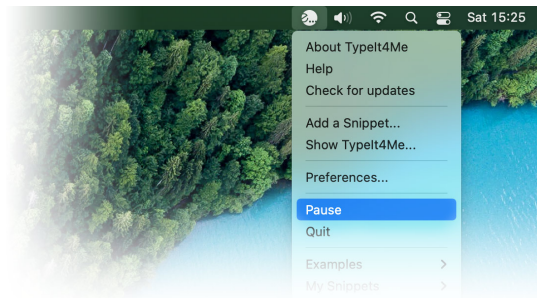 Sat 15:25
About TypeIt4Me
Help
Check for updates
Add a Snippet...
Show TypeIt4Me...
Preferences...
Pause
Quit
Examples
My Snippets